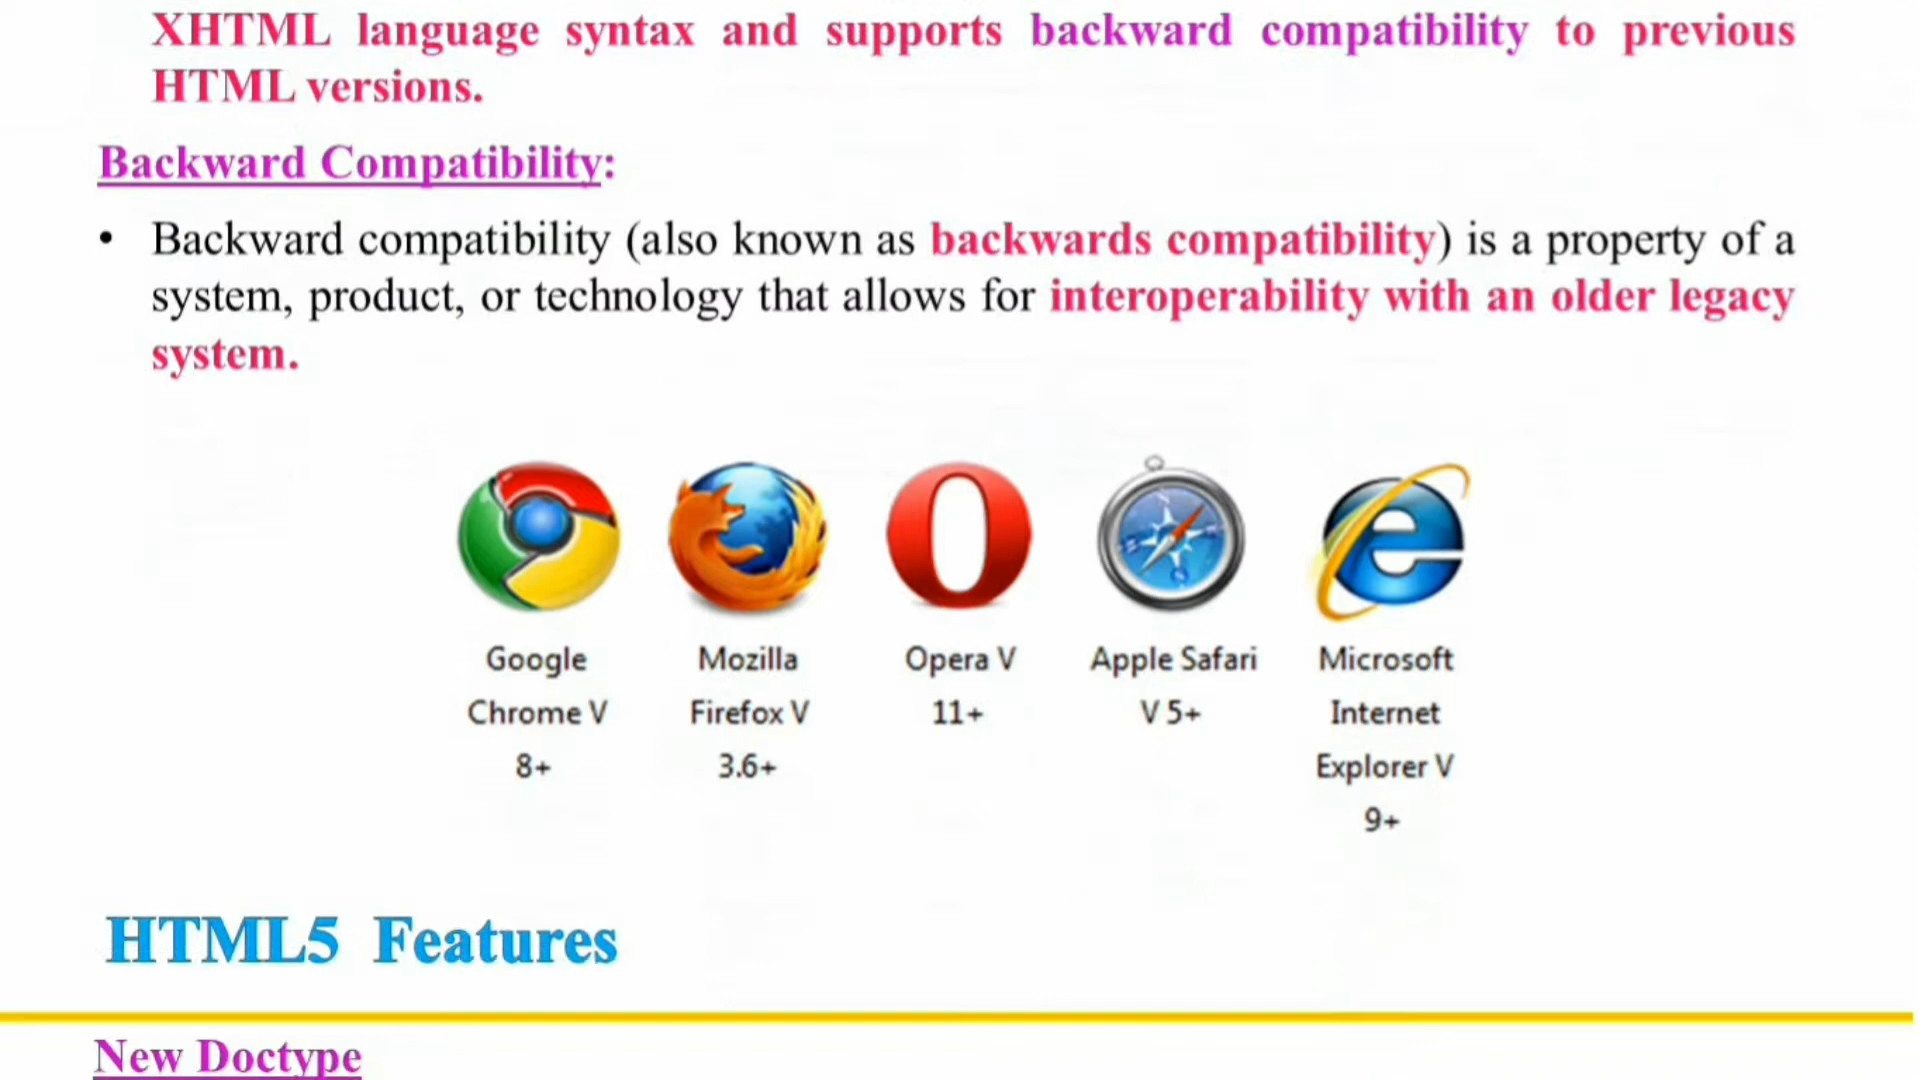 XHTML language syntax and supports backward compatibility to previous
HTML versions.
Backward Compatibility:
• Backward compatibility (also known as backwards compatibility) is a property of a
system, product, or technology that allows for interoperability with an older legacy
system.
Google Chrome V 8+
Mozilla Firefox V 3.6+
Opera V 11+
Apple Safari V 5+
Microsoft Internet Explorer V 9+
HTML5 Features
New Doctype